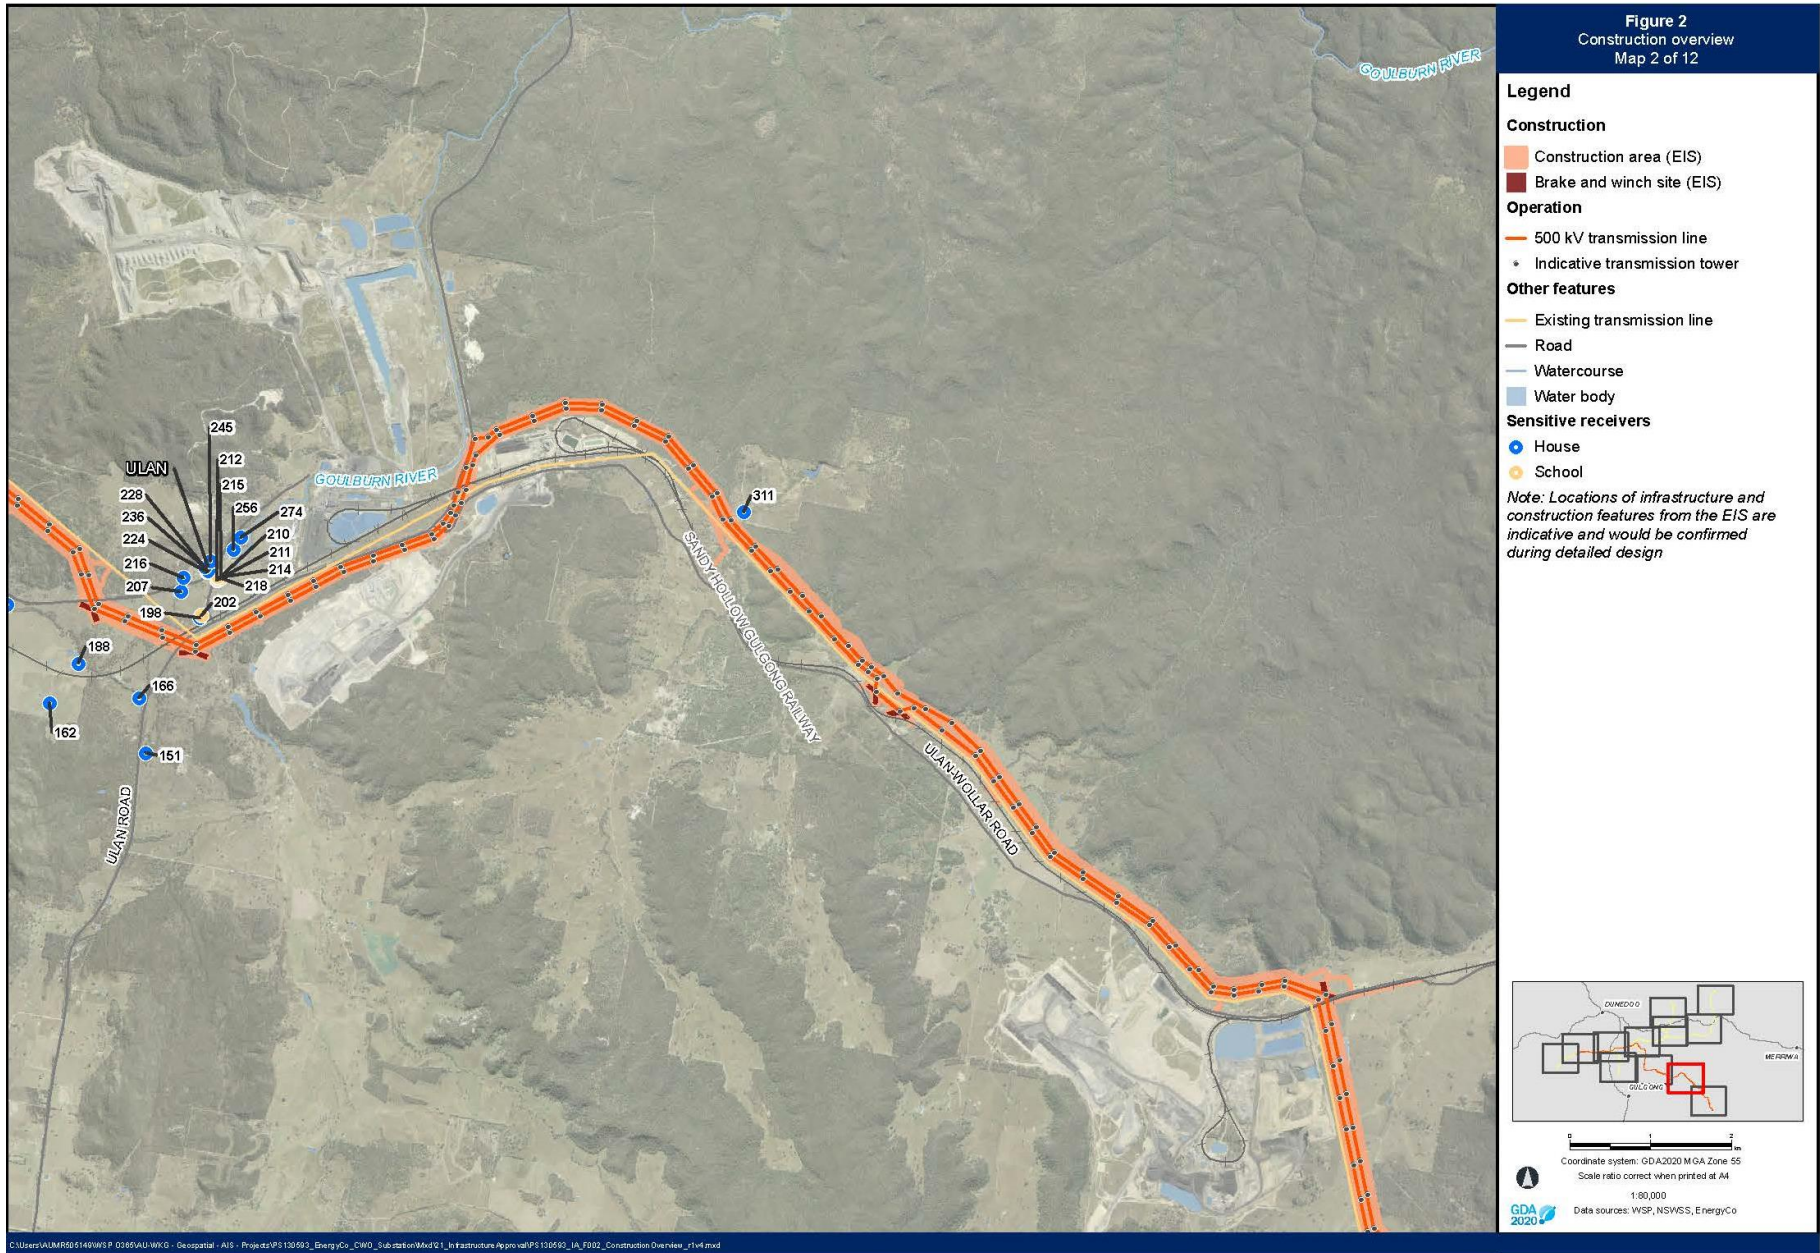 Figure 2
Construction overview
Map 2 of 12
GOULBURN RIVER
Legend
Construction
Construction area (EIS)
Brake and winch site (EIS)
Operation
500 kV transmission line
Indicative transmission tower
Other features
Existing transmission line
Road
Watercourse
Water body
Sensitive receivers
House
School
Note: Locations of infrastructure and
construction features from the EIS are
indicative and would be confirmed
during detailed design
245
ULAN
212
GOULBURN RIVER
215
228
256
274
236
210
224
211
216
214
207
218
198
202
188
166
162
151
311
SANDY HOLLOW GULGONG RAILWAY
ULAN-WOLLAR ROAD
ULAN ROAD
DUNEDOO
MERRIWA
GULGONG
0 1 2
km
Coordinate system: GDA2020 MGA Zone 55
Scale ratio correct when printed at A4
1:80,000
GDA
2020
Data sources: WSP, NSWSS, EnergyCo